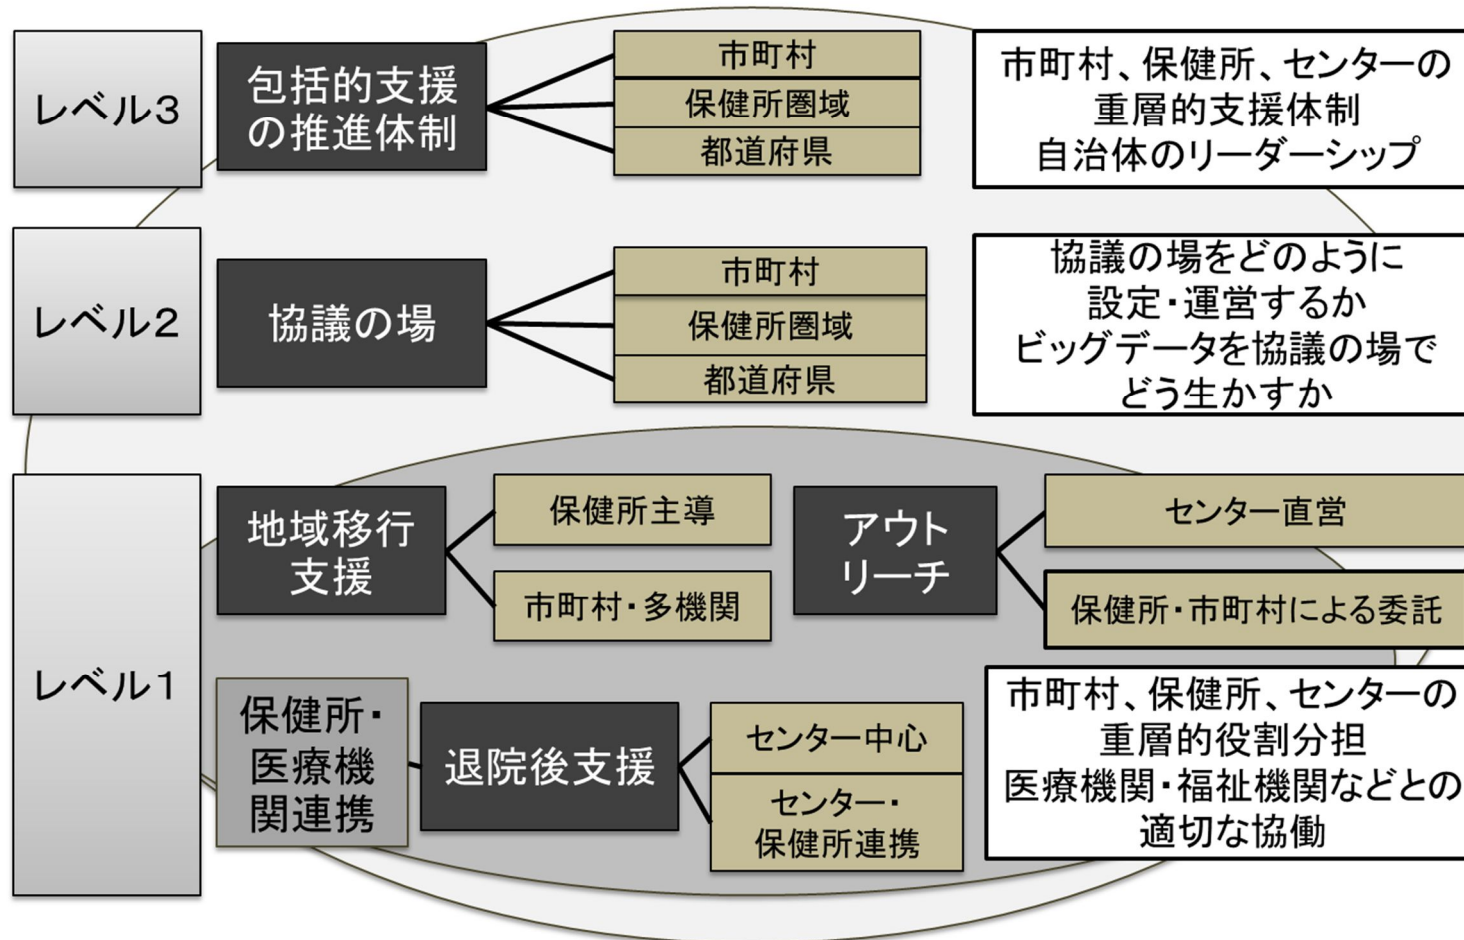 レベル3
包括的支援
の推進体制
市町村
保健所圏域
都道府県
市町村、保健所、センターの
重層的支援体制
自治体のリーダーシップ
レベル2
協議の場
市町村
保健所圏域
都道府県
協議の場をどのように
設定・運営するか
ビッグデータを協議の場で
どう生かすか
レベル1
地域移行
支援
保健所主導
市町村・多機関
アウト
リーチ
センター直営
保健所・市町村による委託
保健所・
医療機
関連携
退院後支援
センター中心
センター・
保健所連携
市町村、保健所、センターの
重層的役割分担
医療機関・福祉機関などとの
適切な協働